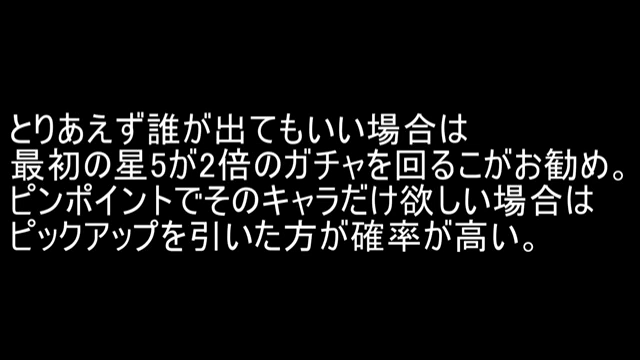 とりあえず誰が出てもいい場合は
最初の星5が2倍のガチャを回るこがお勧め。
ピンポイントでそのキャラだけ欲しい場合は
ピックアップを引いた方が確率が高い。